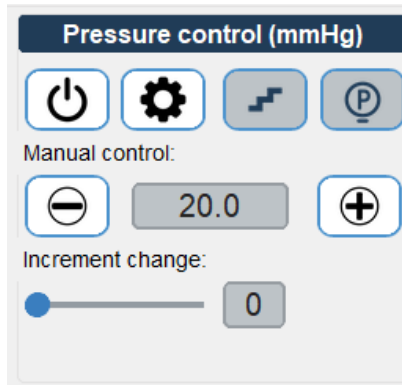 Pressure control (mmHg)
P
Manual control:
20.0
Increment change:
0